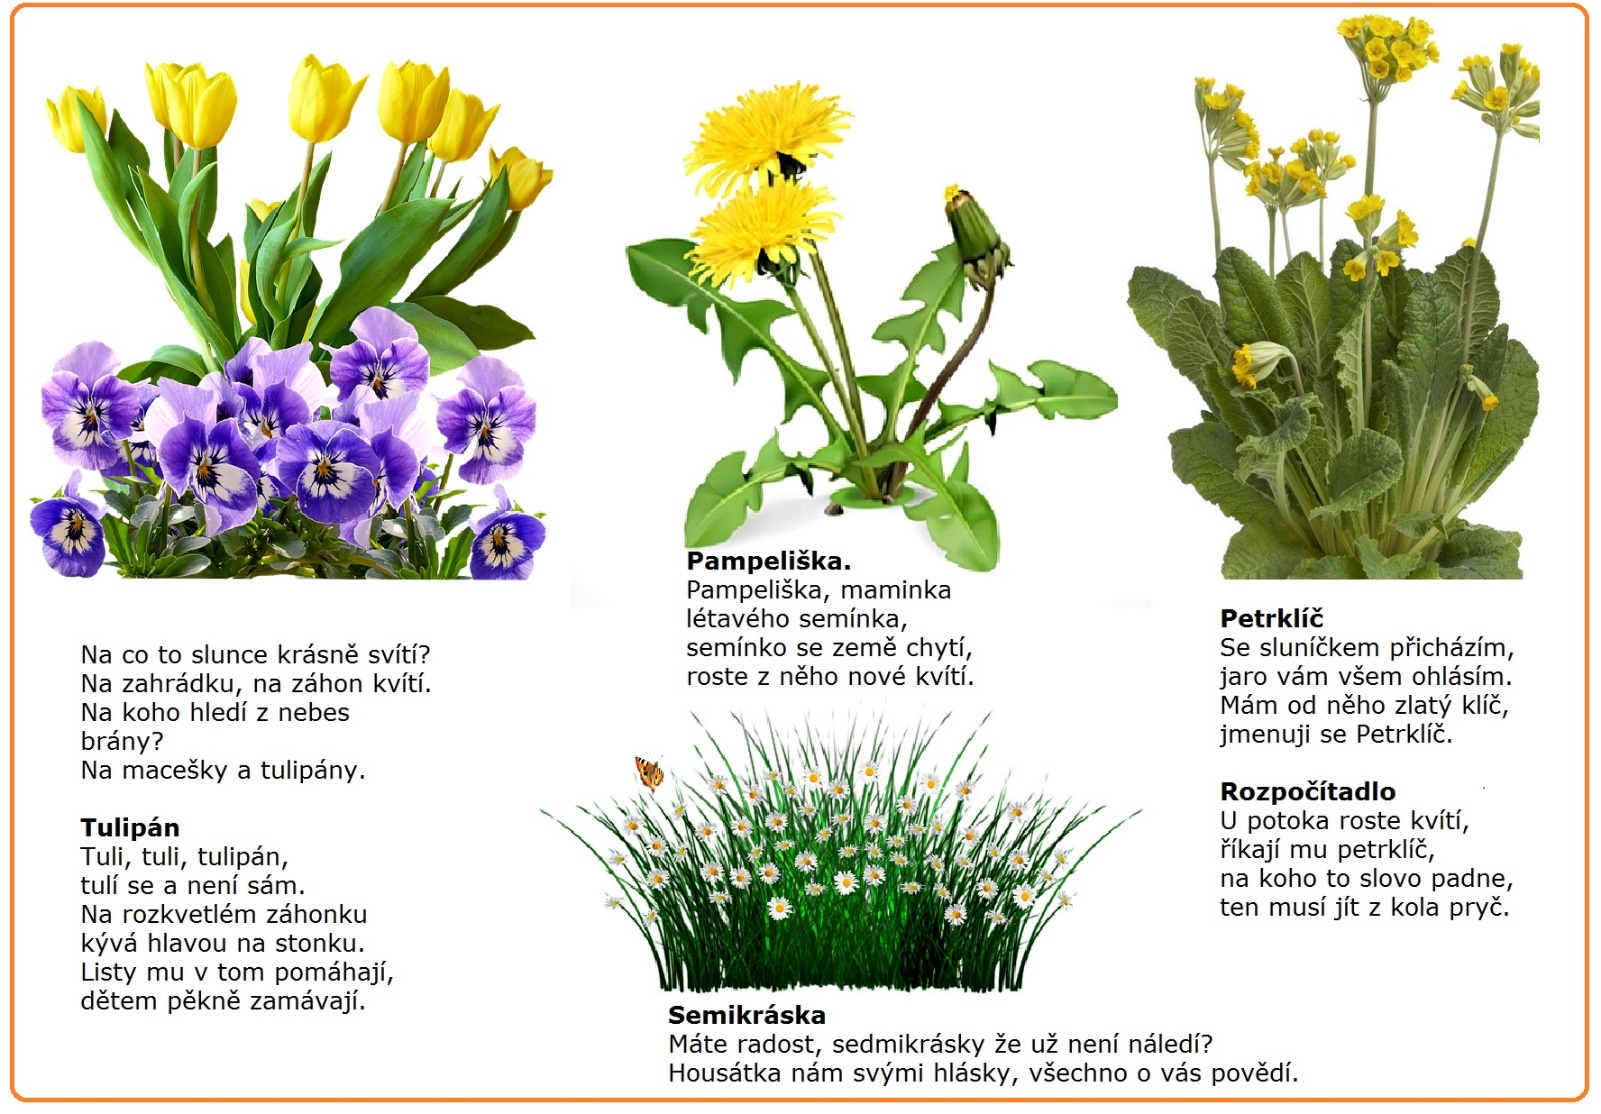 Na co to slunce krásně svítí?
Na zahrádku, na záhon kvítí.
Na koho hledí z nebes
brány?
Na macešky a tulipány.
Tulipán
Tuli, tuli, tulipán,
tulí se a není sám.
Na rozkvetlém záhonku
kývá hlavou na stonku.
Listy mu v tom pomáhají,
dětem pěkně zamávají.
Pampeliška.
Pampeliška, maminka
létavého semínka,
semínko se země chytí,
roste z něho nové kvítí.
Semikráska
Máte radost, sedmikrásky že už není náledí?
Housátka nám svými hlásky, všechno o vás povědí.
Petrklíč
Se sluníčkem přicházím,
jaro vám všem ohlásím.
Mám od něho zlatý klíč,
jmenuji se Petrklíč.
Rozpočítadlo
U potoka roste kvítí,
říkají mu petrklíč,
na koho to slovo padne,
ten musí jít z kola pryč.